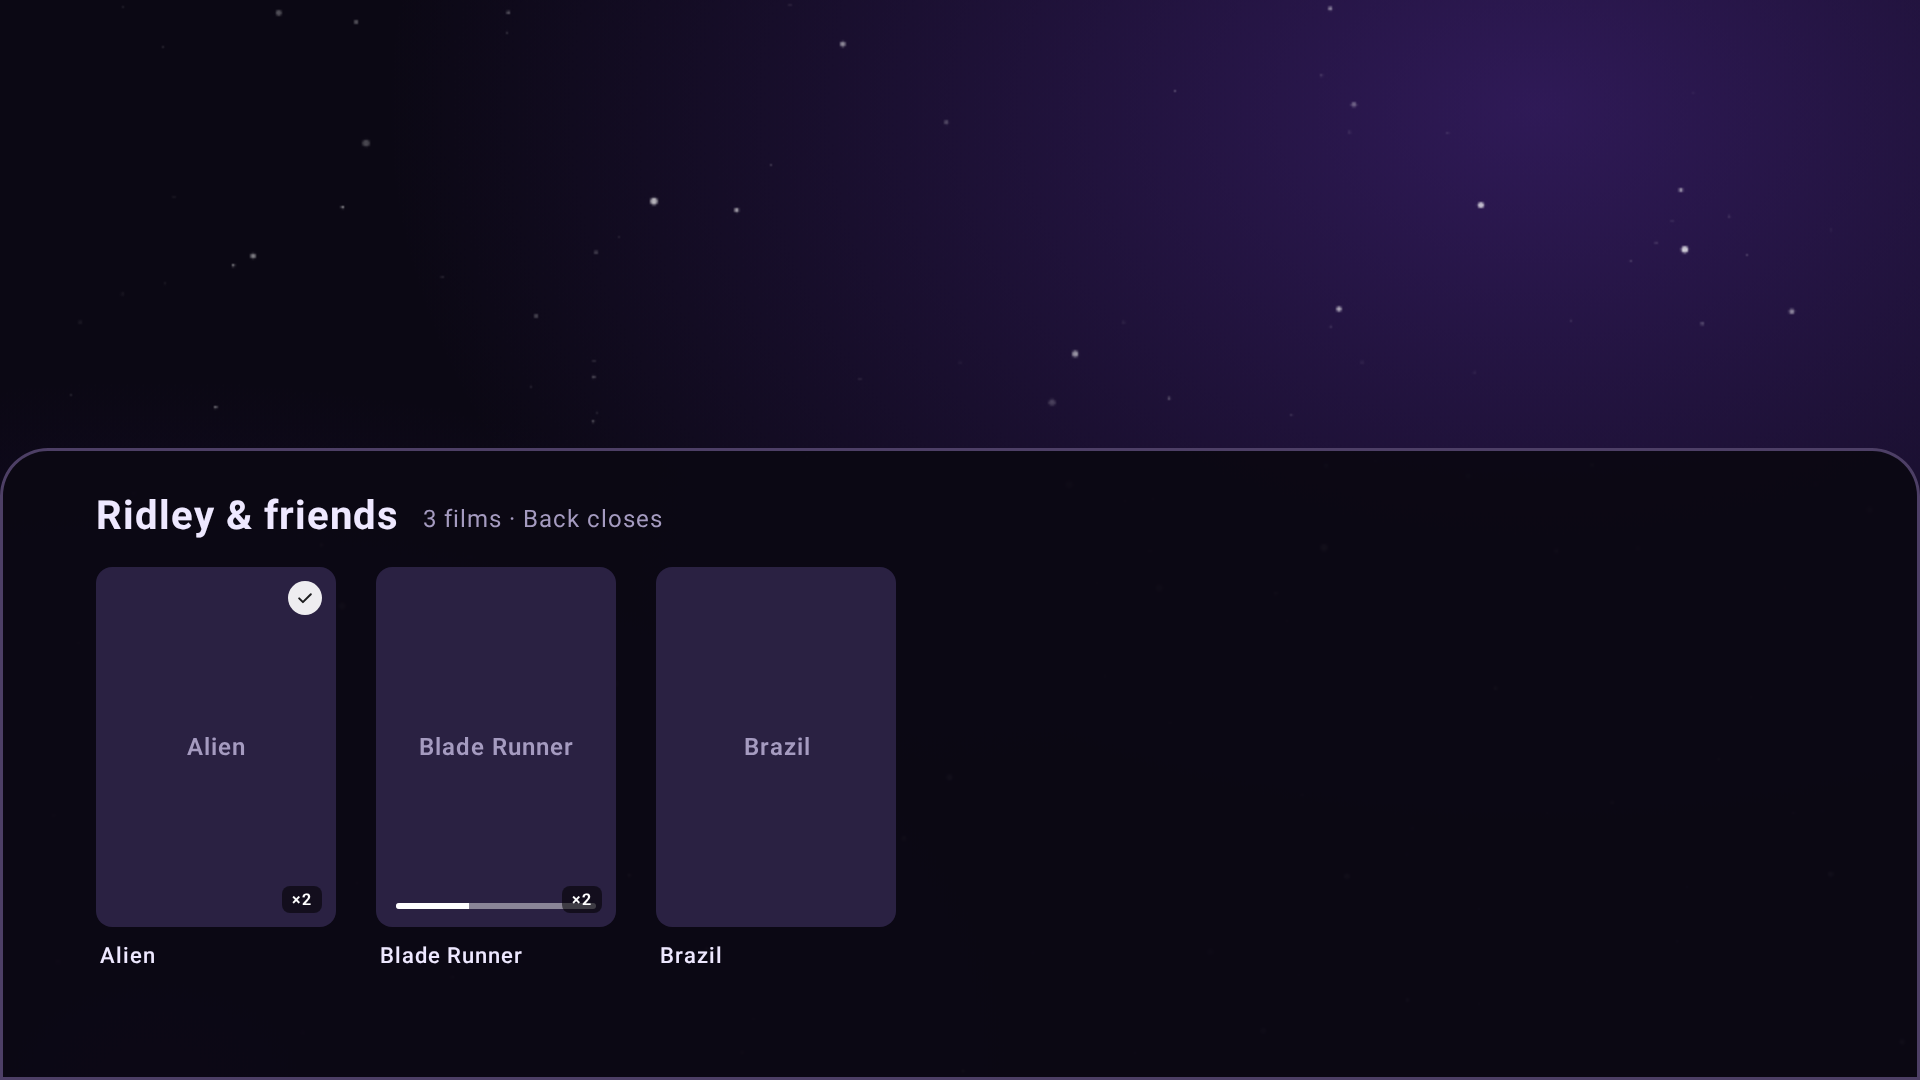 Ridley & friends 3 films · Back closes
Alien
Blade Runner
Brazil
×2
×2
Alien
Blade Runner
Brazil